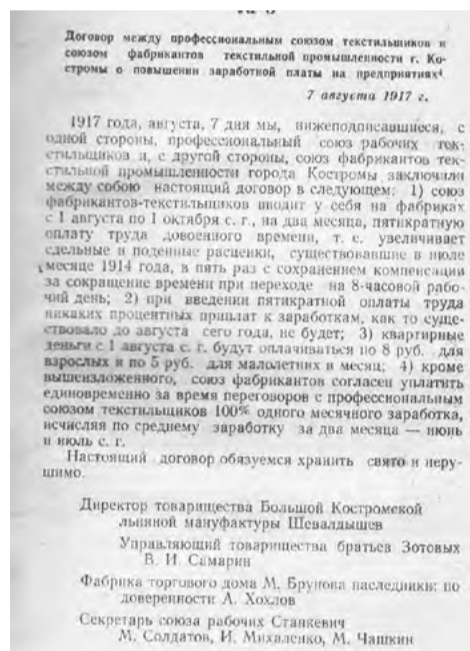 Договор между профессиональным союзом текстильщиков и
союзом фабрикантов текстильной промышленности г. Ко-
стромы о повышении заработной платы на предприятиях⁴.
7 августа 1917 г.
1917 года, августа, 7 дня мы, нижеподписавшиеся, с
одной стороны, профессиональный союз рабочих тек-
стильщиков и, с другой стороны, союз фабрикантов тек-
стильной промышленности города Костромы заключили
между собою настоящий договор в следующем: 1) союз
фабрикантов-текстильщиков вводит у себя на фабриках
с 1 августа по 1 октября с. г., на два месяца, пятикратную
оплату труда довоенного времени, т. е. увеличивает
сдельные и поденные расценки, существовавшие в июле
месяце 1914 года, в пять раз с сохранением компенсации
за сокращение времени при переходе на 8-часовой рабо-
чий день; 2) при введении пятикратной оплаты труда
никаких процентных приплат к заработкам, как то суще-
ствовало до августа сего года, не будет; 3) квартирные
деньги с 1 августа с. г. будут оплачиваться по 8 руб. для
взрослых и по 5 руб. для малолетних в месяц; 4) кроме
вышеизложенного, союз фабрикантов согласен уплатить
единовременно за время переговоров с профессиональным
союзом текстильщиков 100% одного месячного заработка,
исчисляя по среднему заработку за два месяца — июнь
и июль с. г.
Настоящий договор обязуемся хранить свято и неру-
шимо.
Директор товарищества Большой Костромской
льняной мануфактуры Шевалдышев
Управляющий товарищества братьев Зотовых
В. И. Самарин
Фабрика торгового дома М. Брунова наследники: по
доверенности А. Хохлов
Секретарь союза рабочих Станкевич
М. Солдатов, И. Михаленко, М. Чашкин